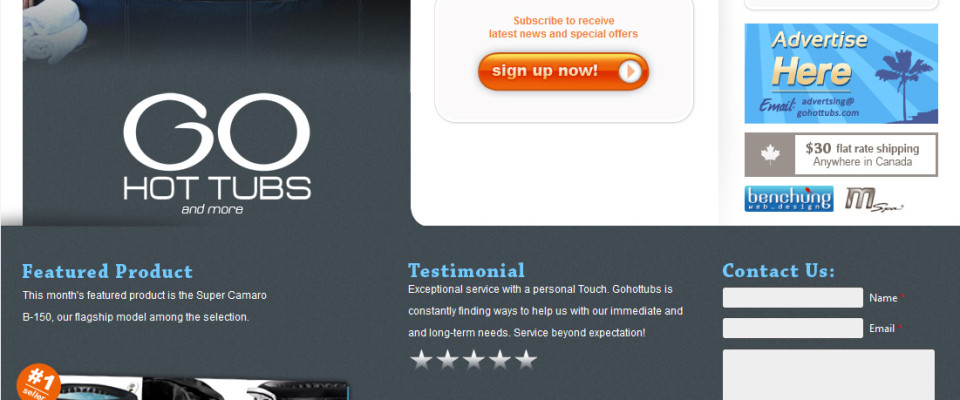 Subscribe to receive
latest news and special offers
sign up now!
Advertise
Here
Email: advertsing@
gohottubs.com
$30 flat rate shipping
Anywhere in Canada
benchung
web.design
M
Spa
GO
HOT TUBS
and more
Featured Product
This month's featured product is the Super Camaro
B-150, our flagship model among the selection.
#1
seller
Testimonial
Exceptional service with a personal Touch. Gohottubs is
constantly finding ways to help us with our immediate and
and long-term needs. Service beyond expectation!
Contact Us:
Name *
Email *